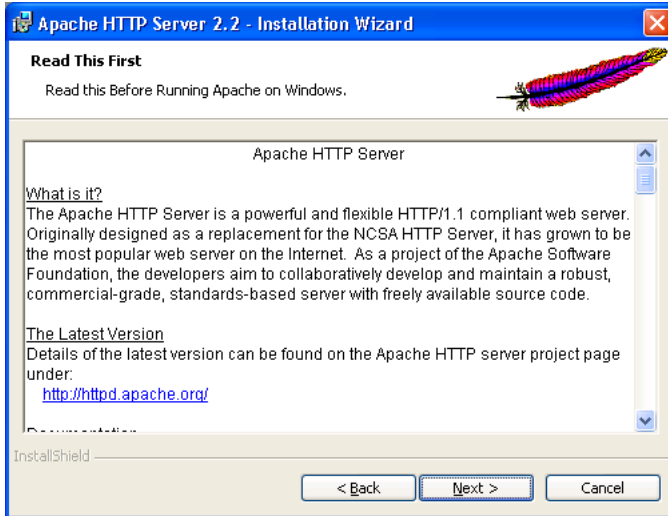 Apache HTTP Server 2.2 - Installation Wizard
Read This First
Read this Before Running Apache on Windows.
Apache HTTP Server
What is it?
The Apache HTTP Server is a powerful and flexible HTTP/1.1 compliant web server.
Originally designed as a replacement for the NCSA HTTP Server, it has grown to be
the most popular web server on the Internet.  As a project of the Apache Software
Foundation, the developers aim to collaboratively develop and maintain a robust,
commercial-grade, standards-based server with freely available source code.
The Latest Version
Details of the latest version can be found on the Apache HTTP server project page
under:
http://httpd.apache.org/
Documentation
InstallShield
< Back
Next >
Cancel